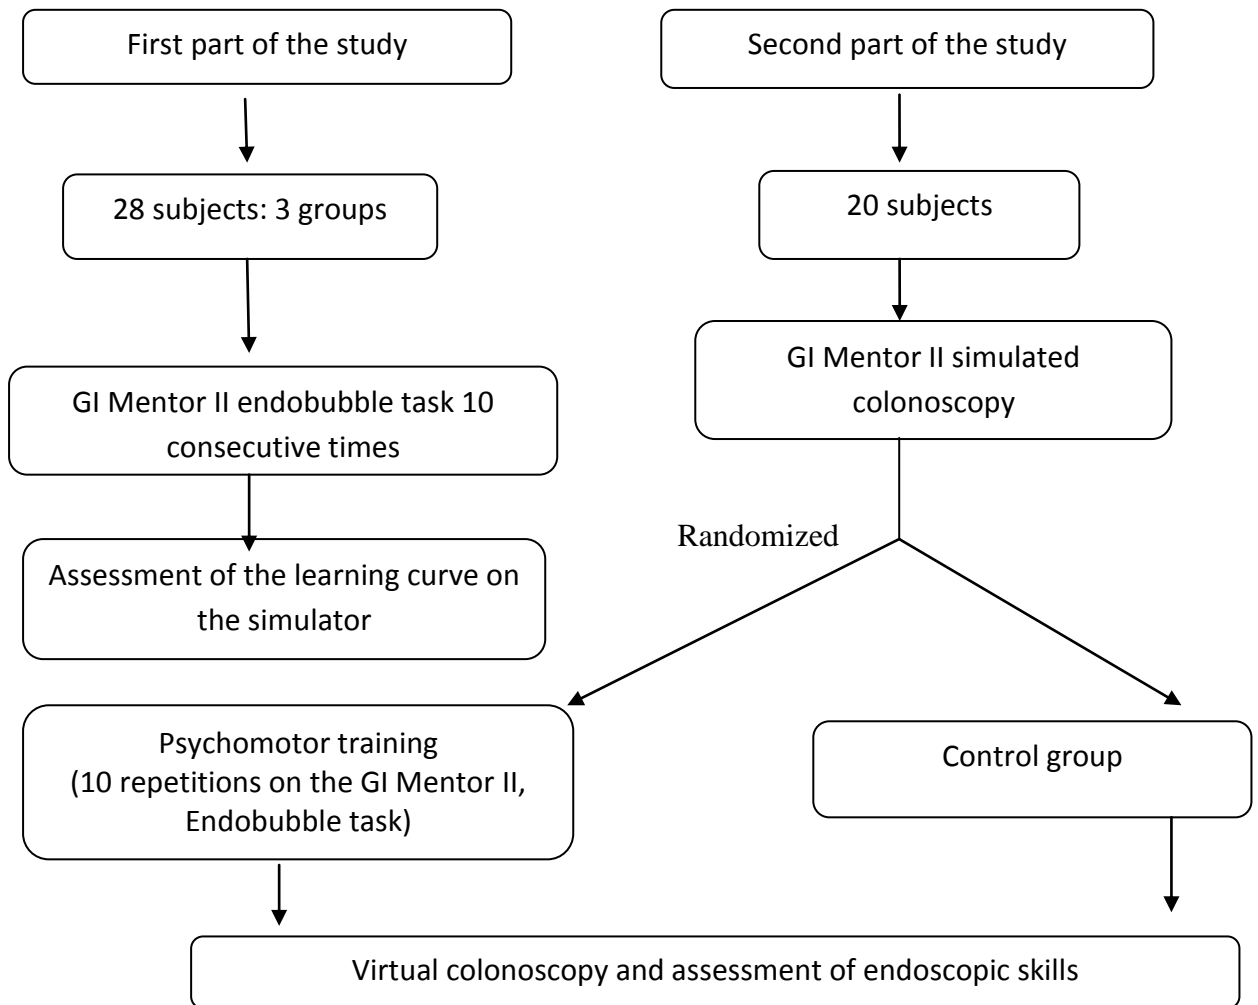 First part of the study
Second part of the study
28 subjects: 3 groups
20 subjects
GI Mentor II simulated
colonoscopy
GI Mentor II endobubble task 10
consecutive times
Randomized
Assessment of the learning curve on
the simulator
Psychomotor training
(10 repetitions on the GI Mentor II,
Endobubble task)
Control group
Virtual colonoscopy and assessment of endoscopic skills